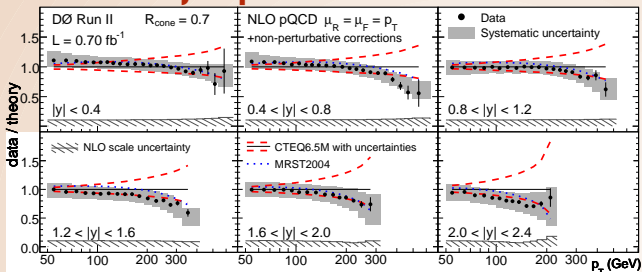 DØ Run II
R_cone = 0.7
L = 0.70 fb⁻¹
NLO pQCD μ_R = μ_F = p_T
+non-perturbative corrections
Data
Systematic uncertainty
1.5
1.0
0.5
|y| < 0.4
0.4 < |y| < 0.8
0.8 < |y| < 1.2
data / theory
NLO scale uncertainty
CTEQ6.5M with uncertainties
MRST2004
1.5
1.0
0.5
0.0
1.2 < |y| < 1.6
1.6 < |y| < 2.0
2.0 < |y| < 2.4
50 100 200 300
50 100 200 300
50 100 200 300
p_T (GeV)